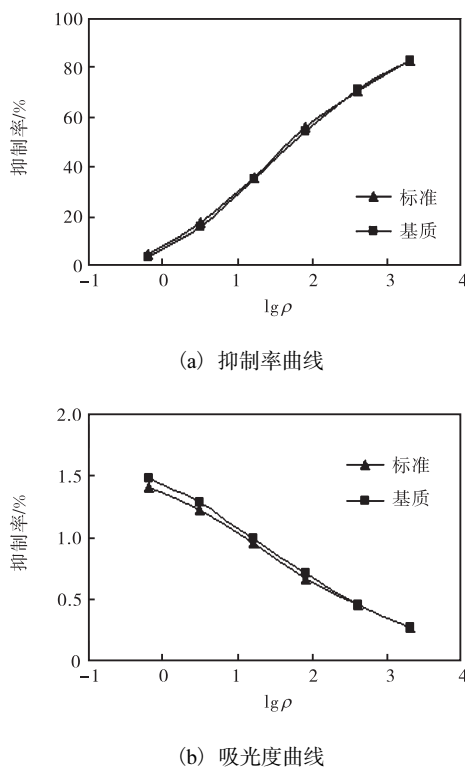 100
80
60
40
20
0
抑制率/%
标准
基质
−1 0 1 2 3 4
lgρ
(a) 抑制率曲线
2.0
1.5
1.0
0.5
0
抑制率/%
标准
基质
−1 0 1 2 3 4
lgρ
(b) 吸光度曲线